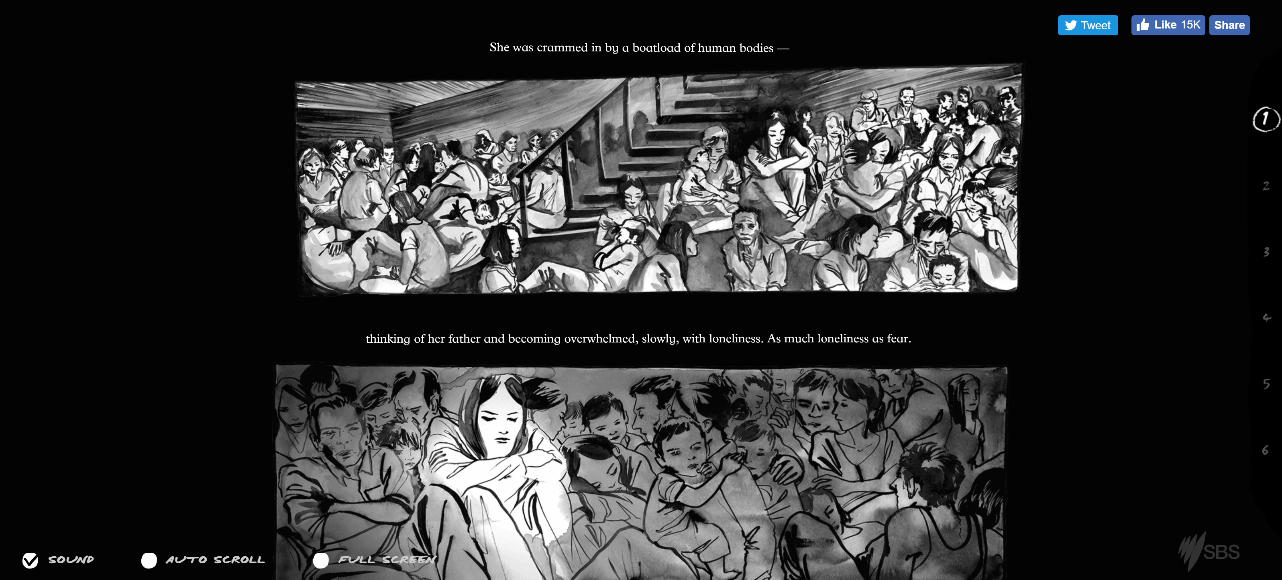 Tweet
Like 15K
Share
She was crammed in by a boatload of human bodies —
1
2
3
thinking of her father and becoming overwhelmed, slowly, with loneliness. As much loneliness as fear.
4
5
6
SOUND
AUTO SCROLL
FULL SCREEN
SBS